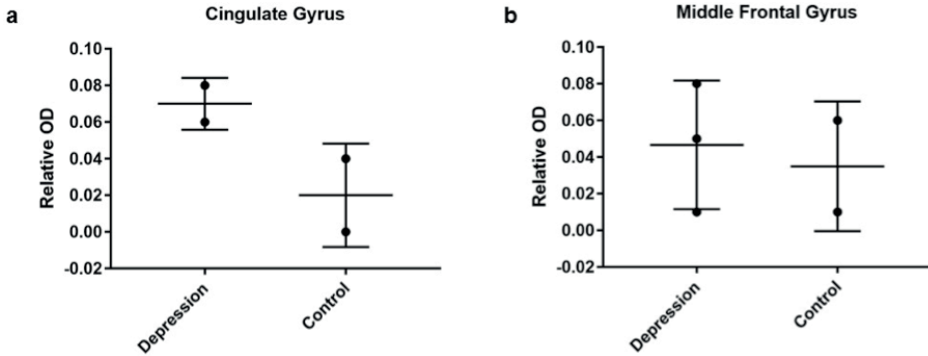 a
Cingulate Gyrus
Relative OD
0.10
0.08
0.06
0.04
0.02
0.00
-0.02
Depression
Control
b
Middle Frontal Gyrus
Relative OD
0.10
0.08
0.06
0.04
0.02
0.00
-0.02
Depression
Control